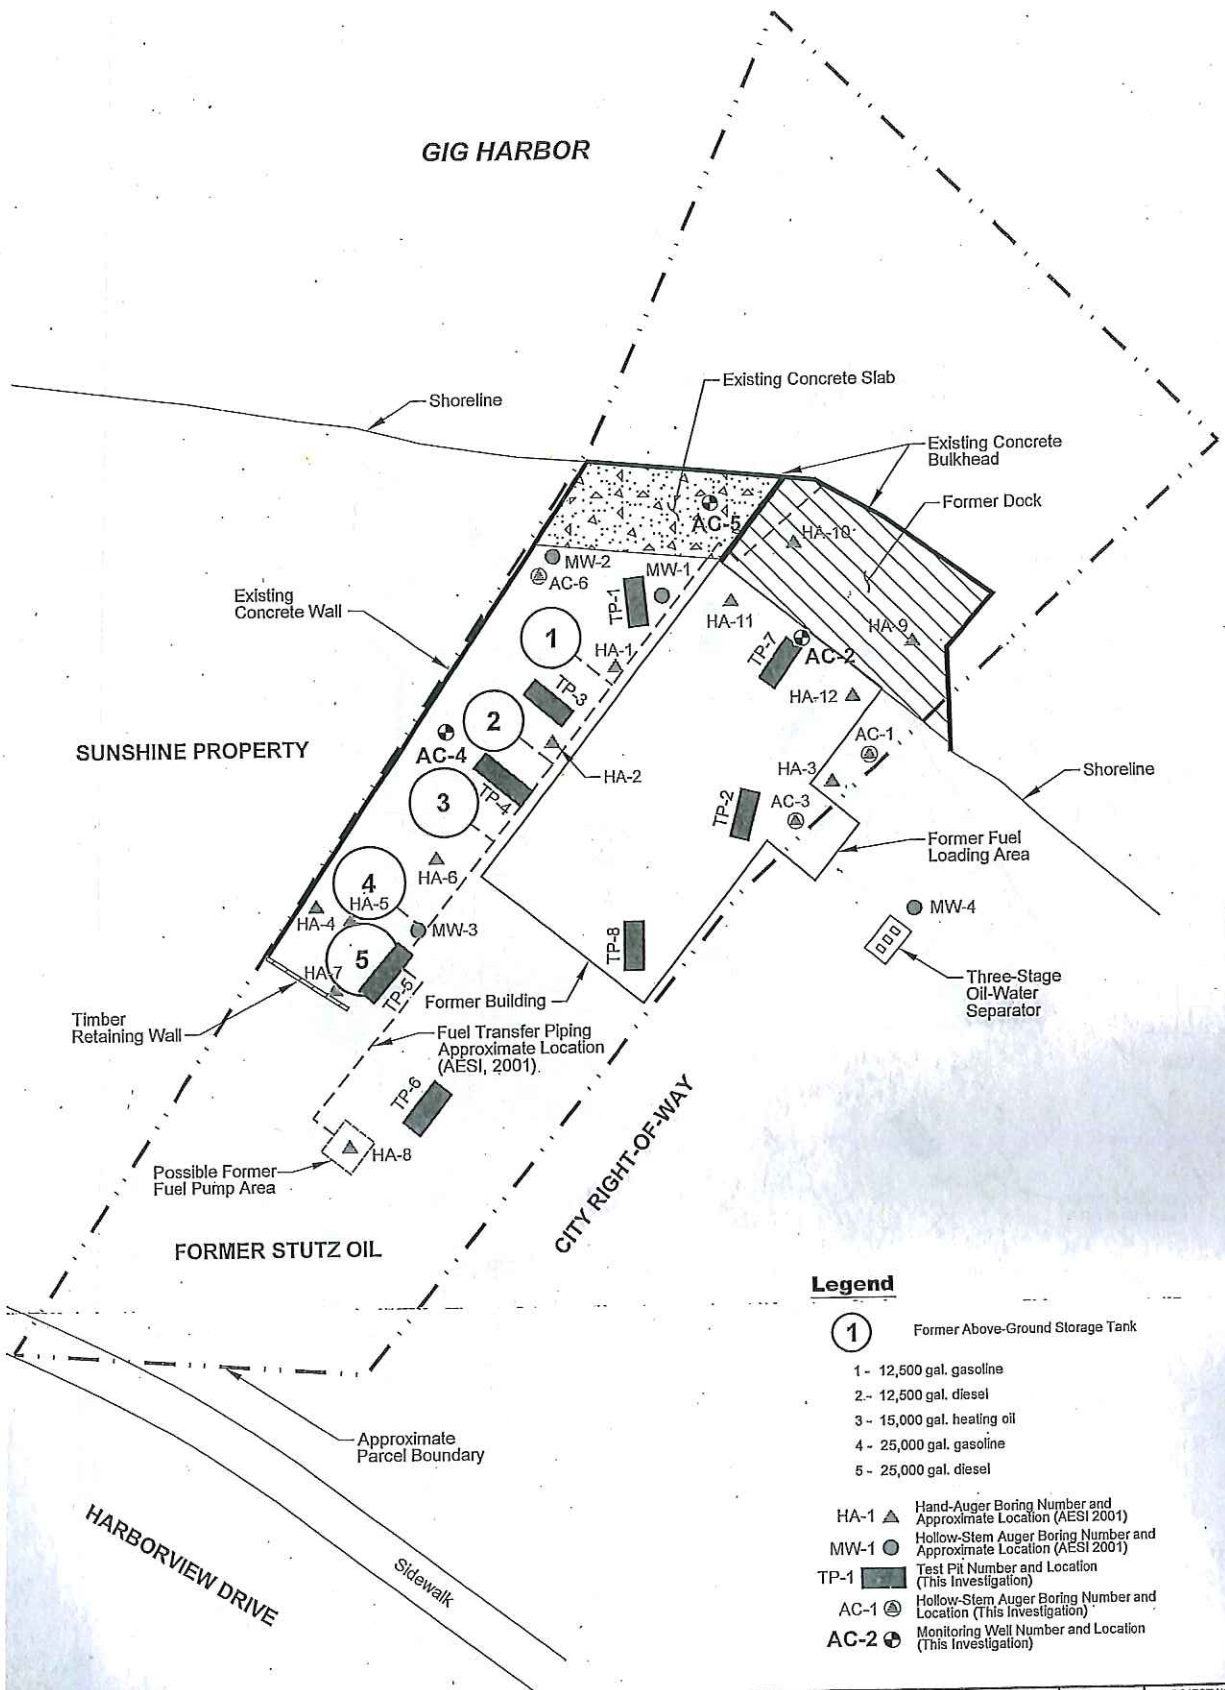 GIG HARBOR
Existing Concrete Slab
Shoreline
Existing Concrete
Bulkhead
Former Dock
AC-5
HA-10
MW-2
MW-1
AC-6
TP-1
Existing
Concrete Wall
HA-11
HA-9
1
HA-1
TP-7
AC-2
TP-3
HA-12
2
AC-1
SUNSHINE PROPERTY
AC-4
HA-2
HA-3
Shoreline
TP-4
3
TP-2
AC-3
Former Fuel
Loading Area
HA-6
4
HA-5
HA-4
MW-3
MW-4
5
TP-8
HA-7
TP-5
Former Building
Three-Stage
Oil-Water
Separator
Timber
Retaining Wall
Fuel Transfer Piping
Approximate Location
(AESI, 2001)
TP-6
HA-8
Possible Former
Fuel Pump Area
CITY RIGHT-OF-WAY
FORMER STUTZ OIL
Approximate
Parcel Boundary
HARBORVIEW DRIVE
Sidewalk
Legend
1 Former Above-Ground Storage Tank
1 - 12,500 gal. gasoline
2 - 12,500 gal. diesel
3 - 15,000 gal. heating oil
4 - 25,000 gal. gasoline
5 - 25,000 gal. diesel
HA-1 Hand-Auger Boring Number and
Approximate Location (AESI 2001)
MW-1 Hollow-Stem Auger Boring Number and
Approximate Location (AESI 2001)
TP-1 Test Pit Number and Location
(This Investigation)
AC-1 Hollow-Stem Auger Boring Number and
Location (This Investigation)
AC-2 Monitoring Well Number and Location
(This Investigation)